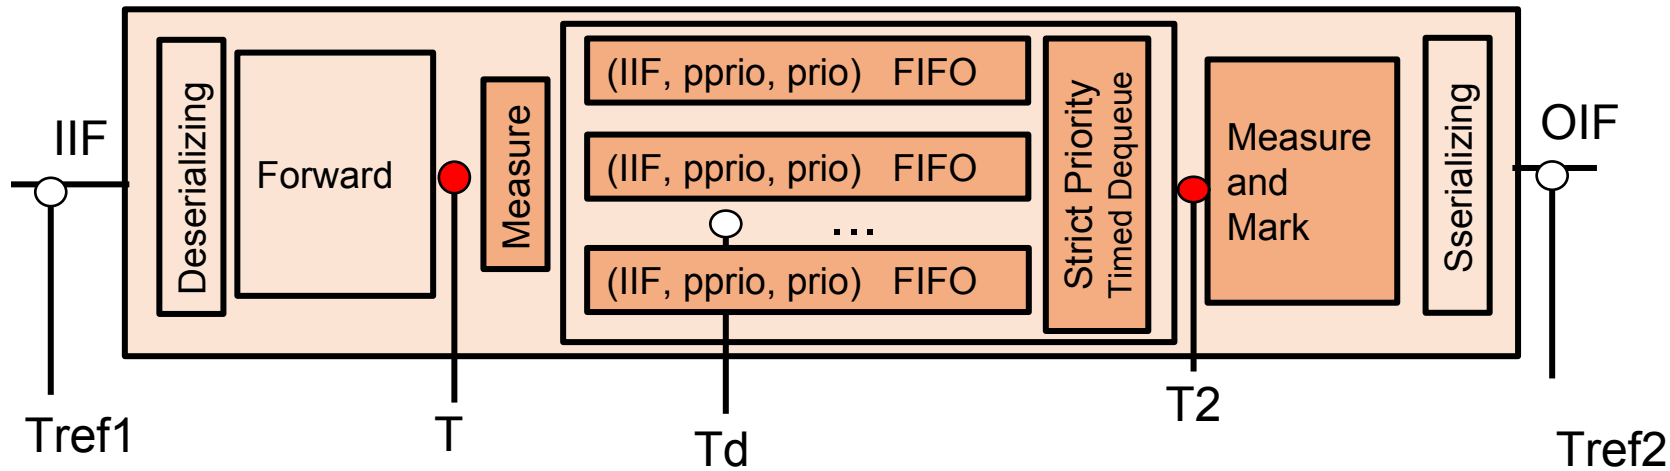 IIF
Deserializing
Forward
Measure
(IIF, pprio, prio) FIFO
(IIF, pprio, prio) FIFO
...
(IIF, pprio, prio) FIFO
Strict Priority
Timed Dequeue
Measure
and
Mark
Sserializing
OIF
Tref1
T
Td
T2
Tref2